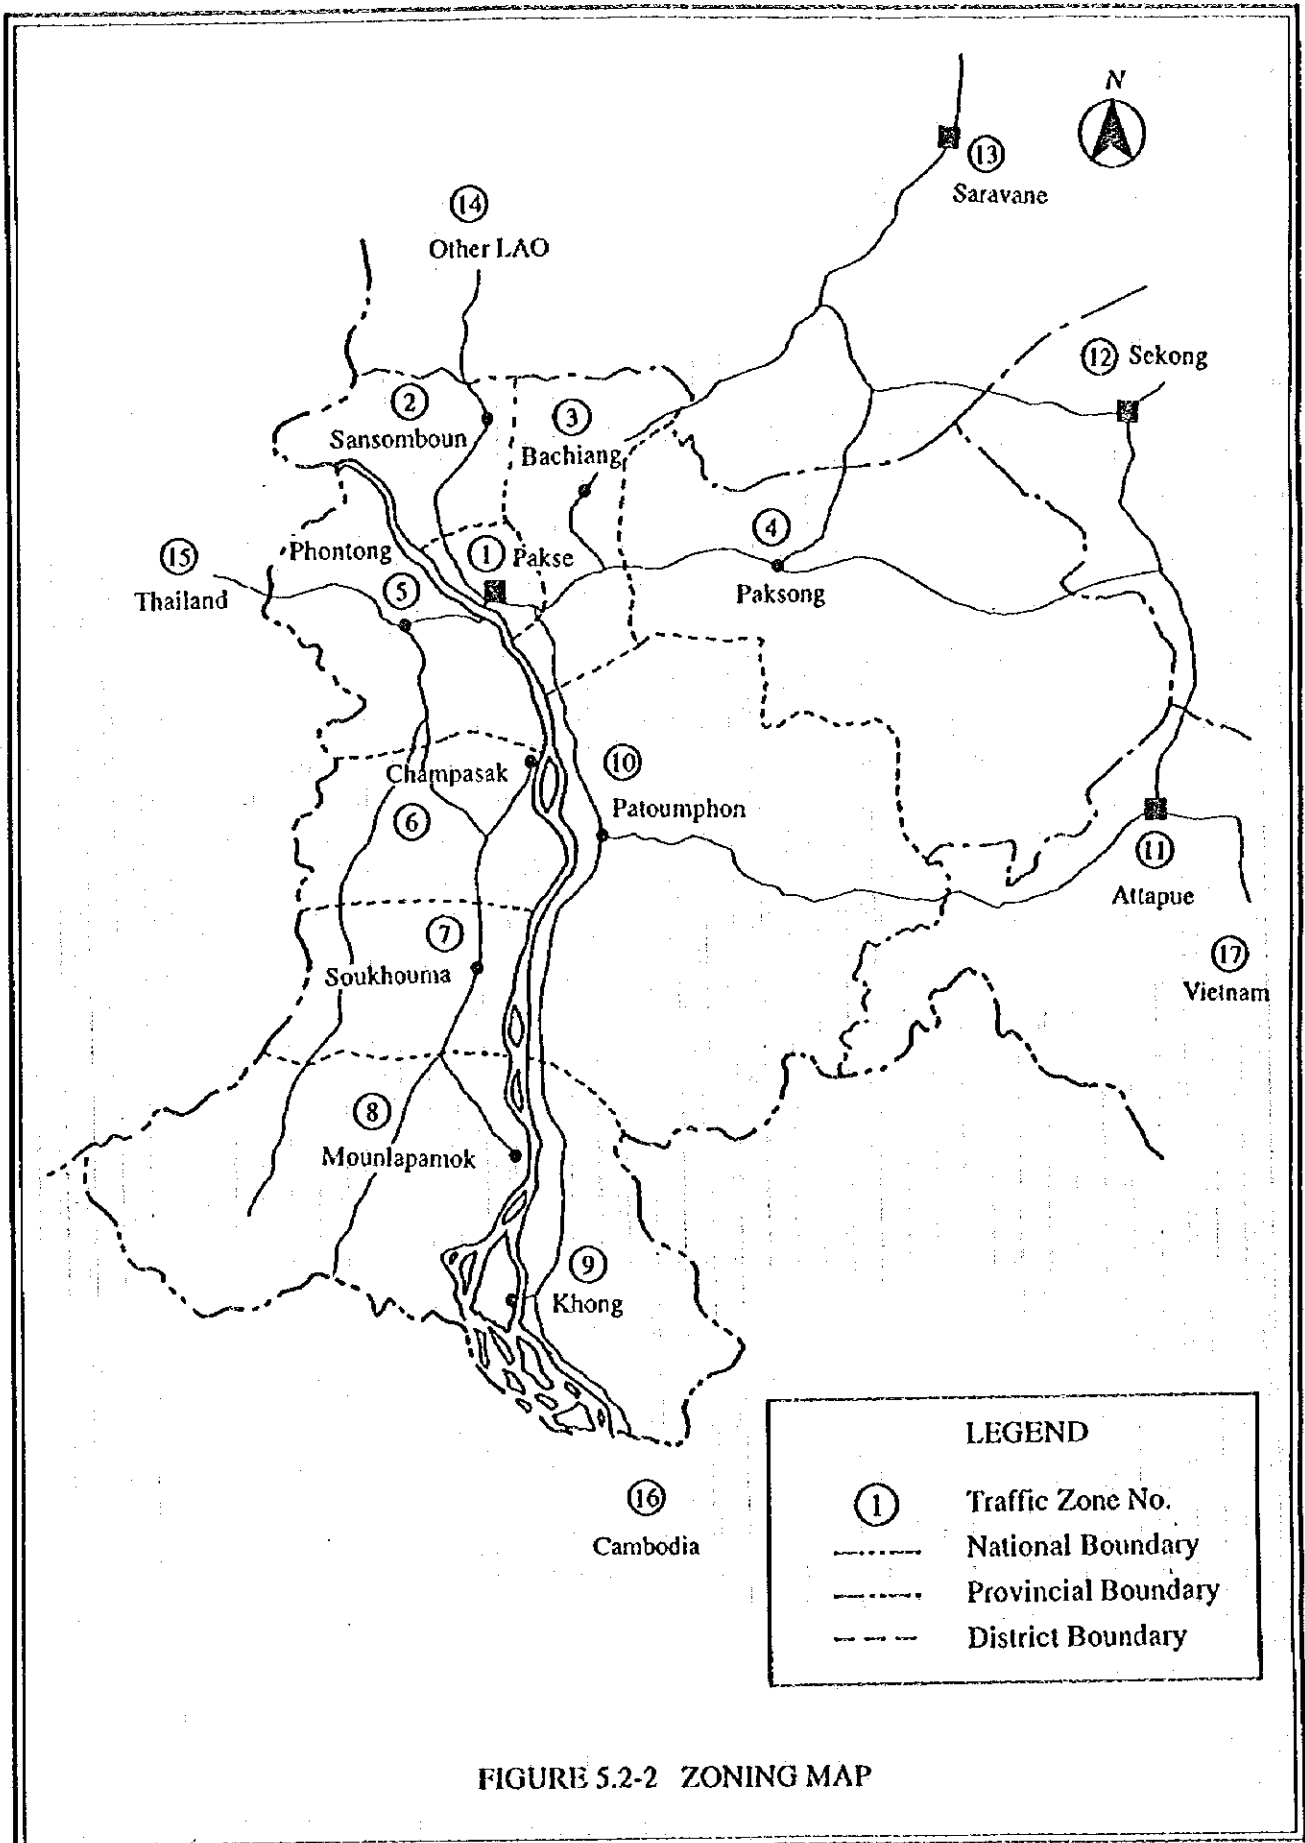 N
13
Saravane
14
Other LAO
12 Sekong
2
Sansomboun
3
Bachiang
4
Paksong
15
Thailand
Phontong
5
1 Pakse
10
Patoumphon
Champasak
6
11
Attapue
7
Soukhouma
17
Vietnam
8
Mounlapamok
9
Khong
16
Cambodia
LEGEND
1 Traffic Zone No.
National Boundary
Provincial Boundary
District Boundary
FIGURE 5.2-2 ZONING MAP